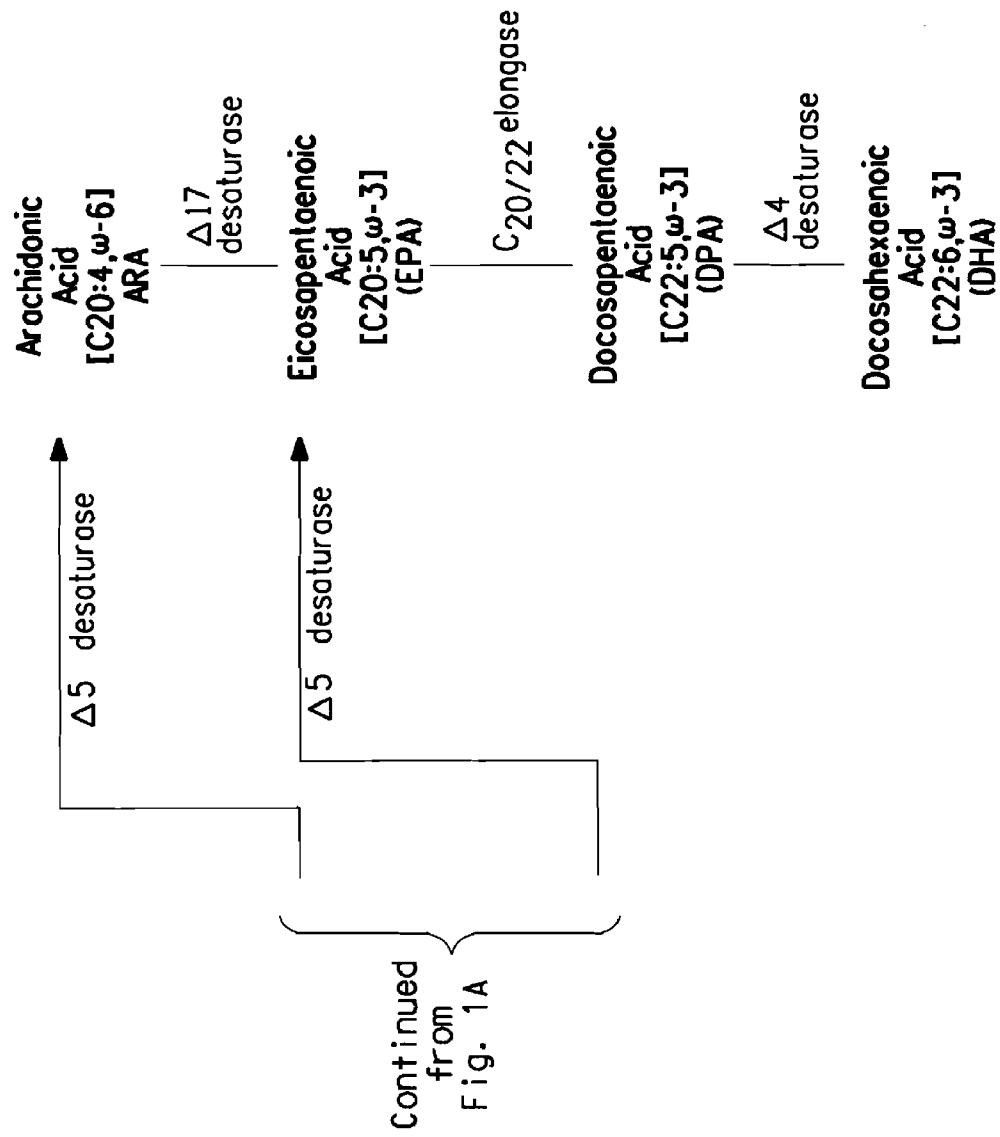 Continued
from
Fig. 1A
Δ5 desaturase
Δ5 desaturase
Arachidonic
Acid
[C20:4,ω-6]
ARA
Δ17
desaturase
Eicosapentaenoic
Acid
[C20:5,ω-3]
(EPA)
C20/22 elongase
Docosapentaenoic
Acid
[C22:5,ω-3]
(DPA)
Δ4
desaturase
Docosahexaenoic
Acid
[C22:6,ω-3]
(DHA)